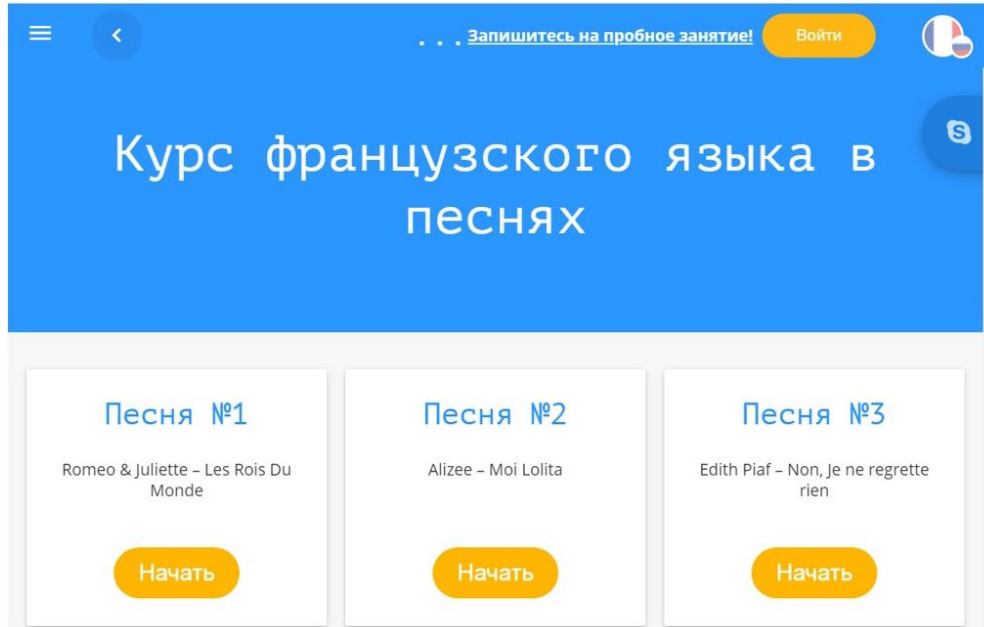 . . . Запишитесь на пробное занятие! Войти
Курс французского языка в
песнях
Песня №1
Romeo & Juliette – Les Rois Du
Monde
Начать
Песня №2
Alizee – Moi Lolita
Начать
Песня №3
Edith Piaf – Non, Je ne regrette
rien
Начать